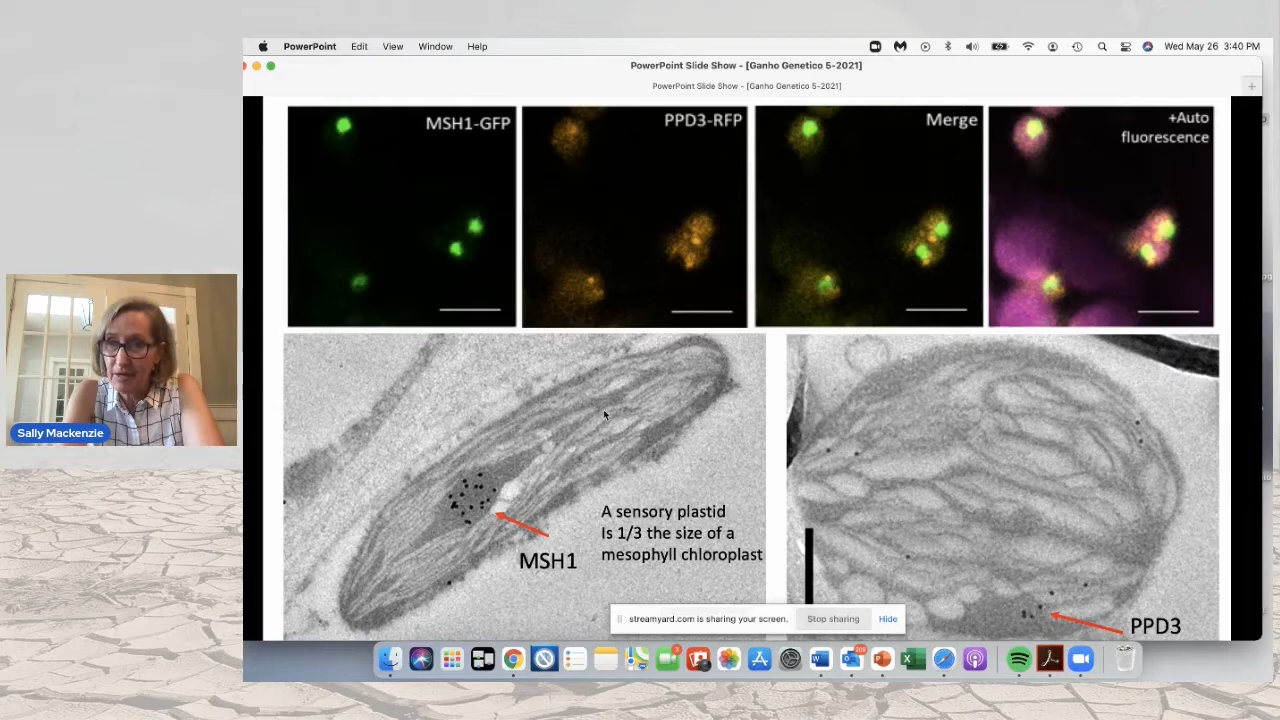 PowerPoint Edit View Window Help
Wed May 26 3:40 PM
PowerPoint Slide Show - [Ganho Genetico 5-2021]
PowerPoint Slide Show - [Ganho Genetico 5-2021]
MSH1-GFP
PPD3-RFP
Merge
+Auto
fluorescence
Sally Mackenzie
A sensory plastid
Is 1/3 the size of a
mesophyll chloroplast
MSH1
PPD3
streamyard.com is sharing your screen. Stop sharing Hide
3
209